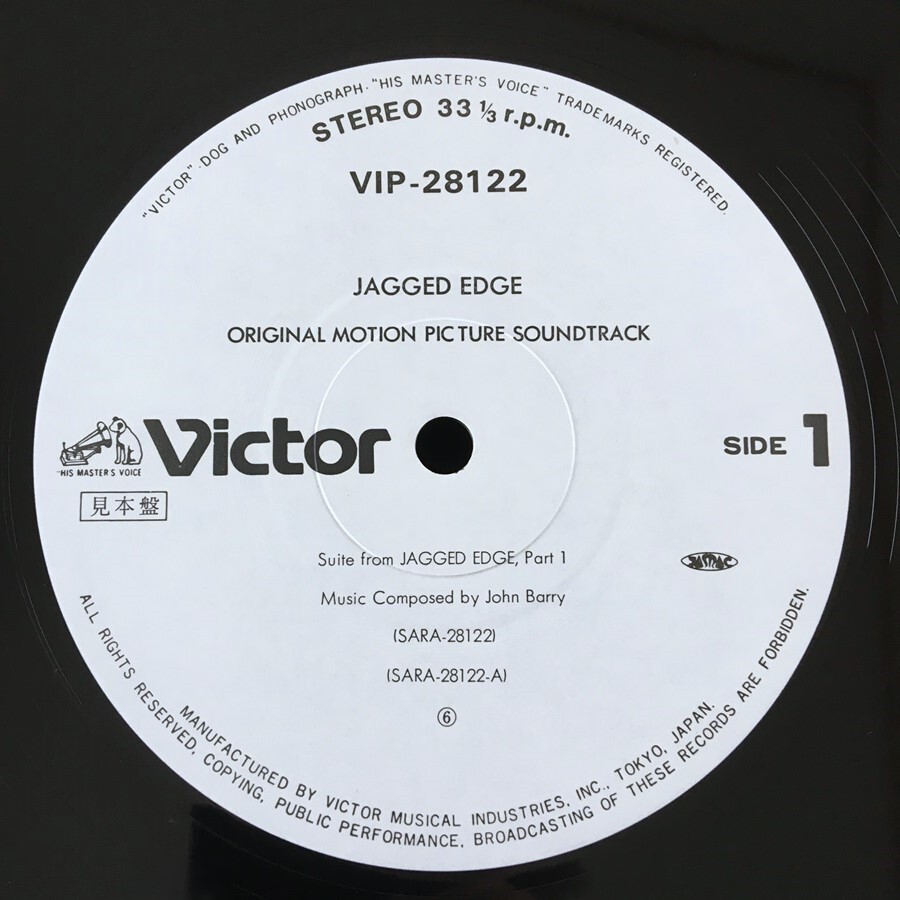 "VICTOR"·DOG AND PHONOGRAPH·"HIS MASTER'S VOICE" TRADEMARKS REGISTERED.
STEREO 33 ⅓ r.p.m.
VIP-28122
JAGGED EDGE
ORIGINAL MOTION PICTURE SOUNDTRACK
Victor
"HIS MASTER'S VOICE
見本盤
SIDE 1
JASRAC
Suite from JAGGED EDGE, Part 1
Music Composed by John Barry
(SARA-28122)
(SARA-28122-A)
⑥
MANUFACTURED BY VICTOR MUSICAL INDUSTRIES, INC., TOKYO, JAPAN.
ALL RIGHTS RESERVED, COPYING, PUBLIC PERFORMANCE, BROADCASTING OF THESE RECORDS ARE FORBIDDEN.